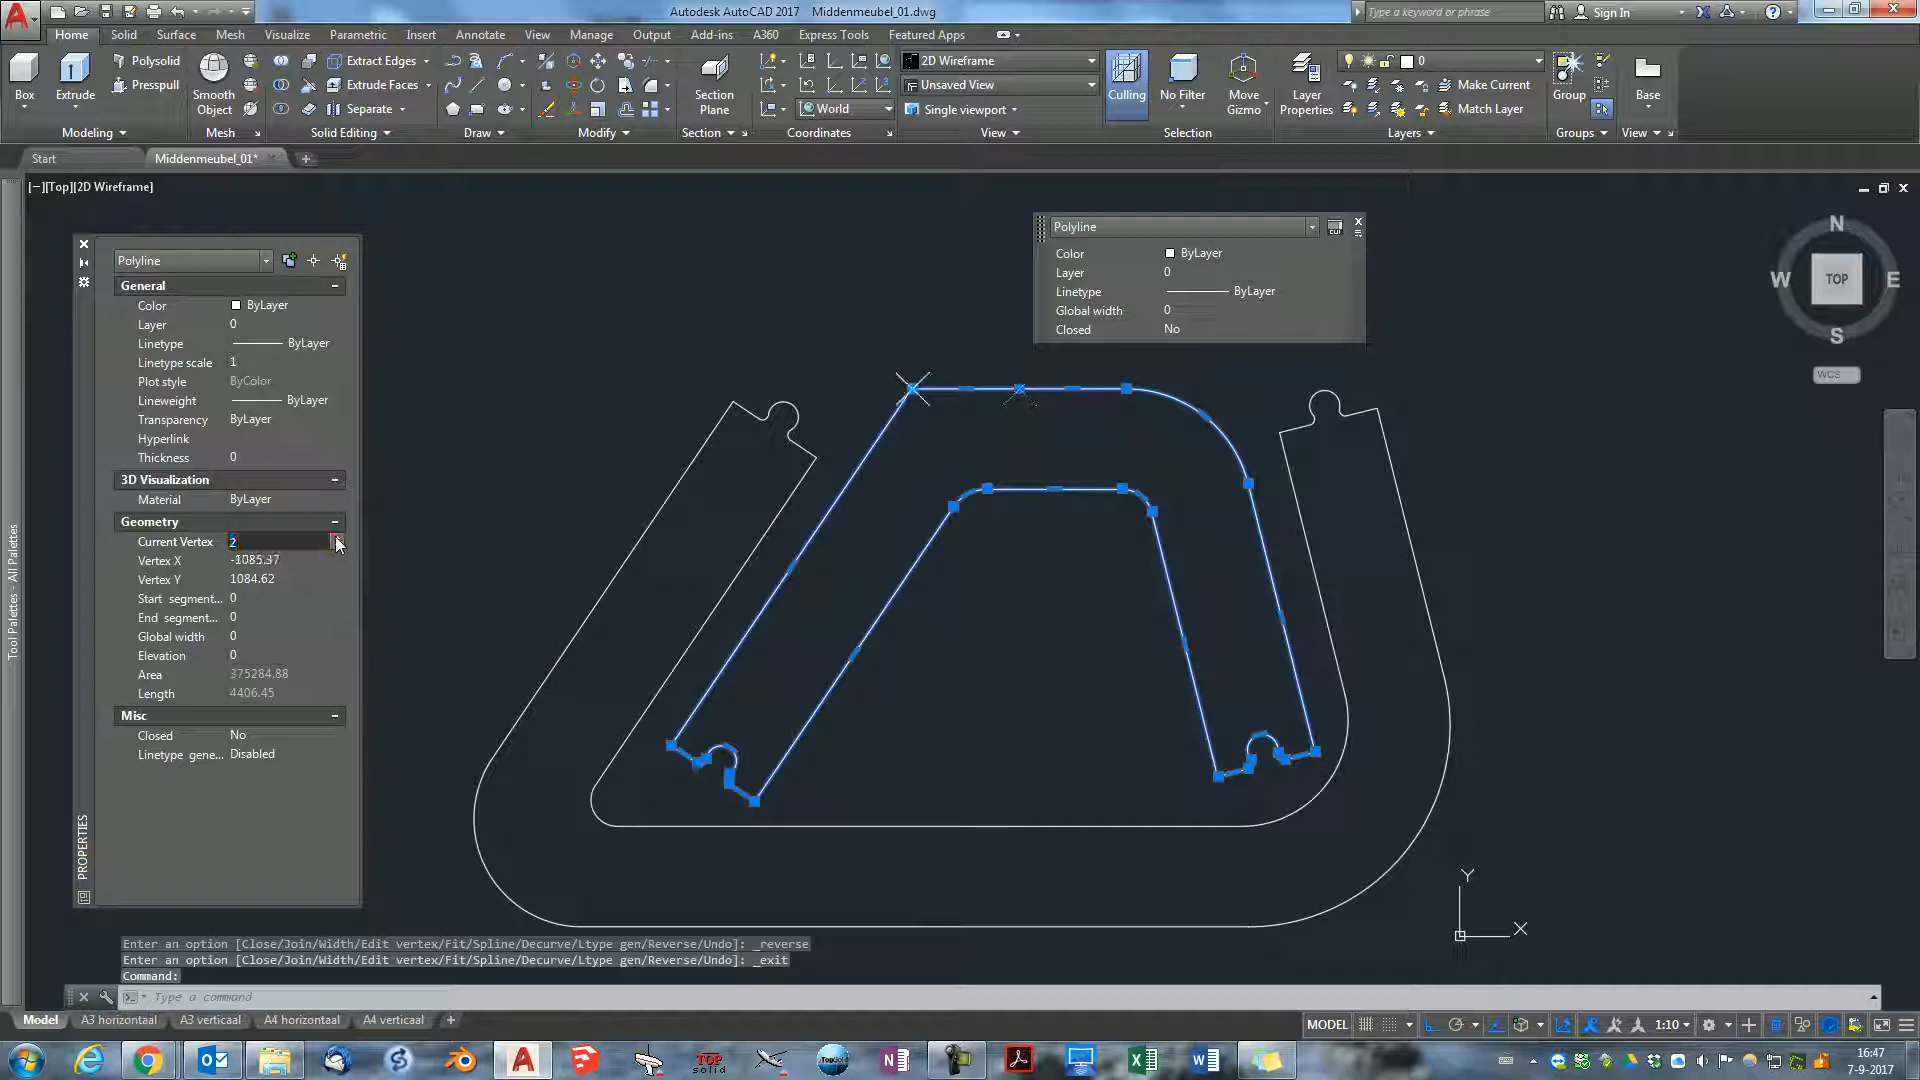 Autodesk AutoCAD 2017 Middenmeubel_01.dwg
Type a keyword or phrase
Sign In
Home Solid Surface Mesh Visualize Parametric Insert Annotate View Manage Output Add-ins A360 Express Tools Featured Apps
Polysolid Extract Edges 2D Wireframe 0
Presspull Extrude Faces Unsaved View Make Current
Box Extrude Smooth Object Separate Section Plane World Single viewport Culling No Filter Move Gizmo Layer Properties Match Layer Group Base
Modeling Mesh Solid Editing Draw Modify Section Coordinates View Selection Layers Groups View
Start Middenmeubel_01*
[−][Top][2D Wireframe]
N
W TOP E
S
WCS
Polyline
Color ByLayer
Layer 0
Linetype ByLayer
Global width 0
Closed No
Polyline
General
Color ByLayer
Layer 0
Linetype ByLayer
Linetype scale 1
Plot style ByColor
Lineweight ByLayer
Transparency ByLayer
Hyperlink
Thickness 0
3D Visualization
Material ByLayer
Geometry
Current Vertex 2
Vertex X -1085.37
Vertex Y 1084.62
Start segment... 0
End segment... 0
Global width 0
Elevation 0
Area 375284.88
Length 4406.45
Misc
Closed No
Linetype gene... Disabled
PROPERTIES
Tool Palettes - All Palettes
Y
X
Enter an option [Close/Join/Width/Edit vertex/Fit/Spline/Decurve/Ltype gen/Reverse/Undo]: _reverse
Enter an option [Close/Join/Width/Edit vertex/Fit/Spline/Decurve/Ltype gen/Reverse/Undo]: _exit
Command:
Type a command
Model A3 horizontaal A3 verticaal A4 horizontaal A4 verticaal
MODEL 1:10
TOP solid
TopSolid
16:47
7-9-2017